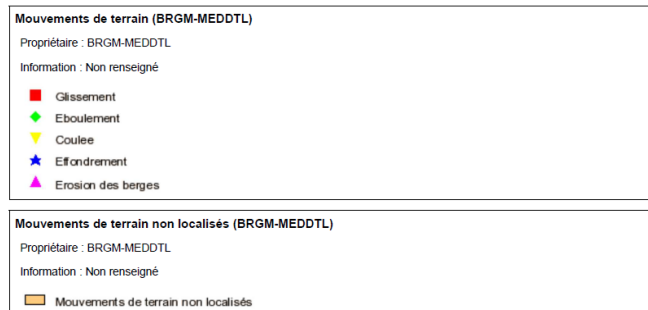 Mouvements de terrain (BRGM-MEDDTL)
Propriétaire : BRGM-MEDDTL
Information : Non renseigné
Glissement
Eboulement
Coulee
Effondrement
Erosion des berges
Mouvements de terrain non localisés (BRGM-MEDDTL)
Propriétaire : BRGM-MEDDTL
Information : Non renseigné
Mouvements de terrain non localisés